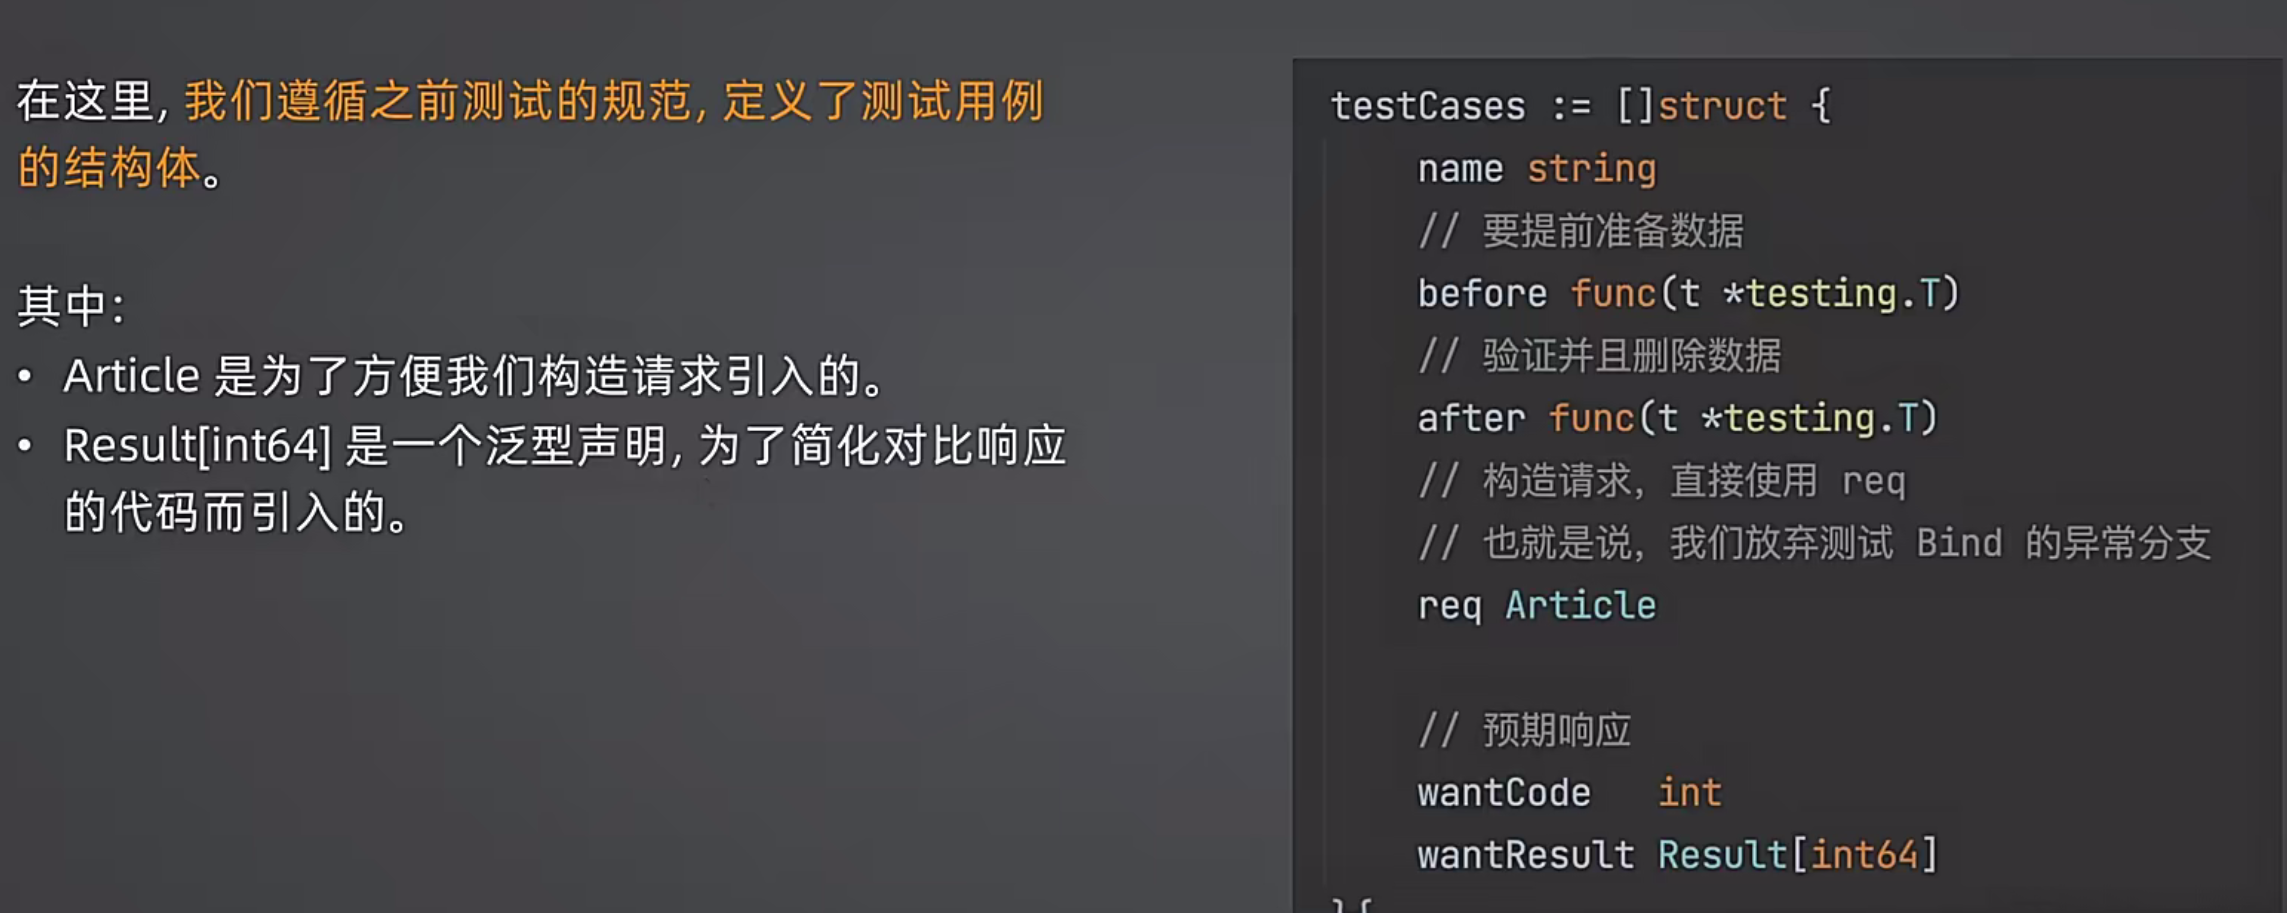 在这里, 我们遵循之前测试的规范, 定义了测试用例
的结构体。
其中:
• Article 是为了方便我们构造请求引入的。
• Result[int64] 是一个泛型声明, 为了简化对比响应
的代码而引入的。
testCases := []struct {
name string
// 要提前准备数据
before func(t *testing.T)
// 验证并且删除数据
after func(t *testing.T)
// 构造请求，直接使用 req
// 也就是说，我们放弃测试 Bind 的异常分支
req Article
// 预期响应
wantCode   int
wantResult Result[int64]
}{